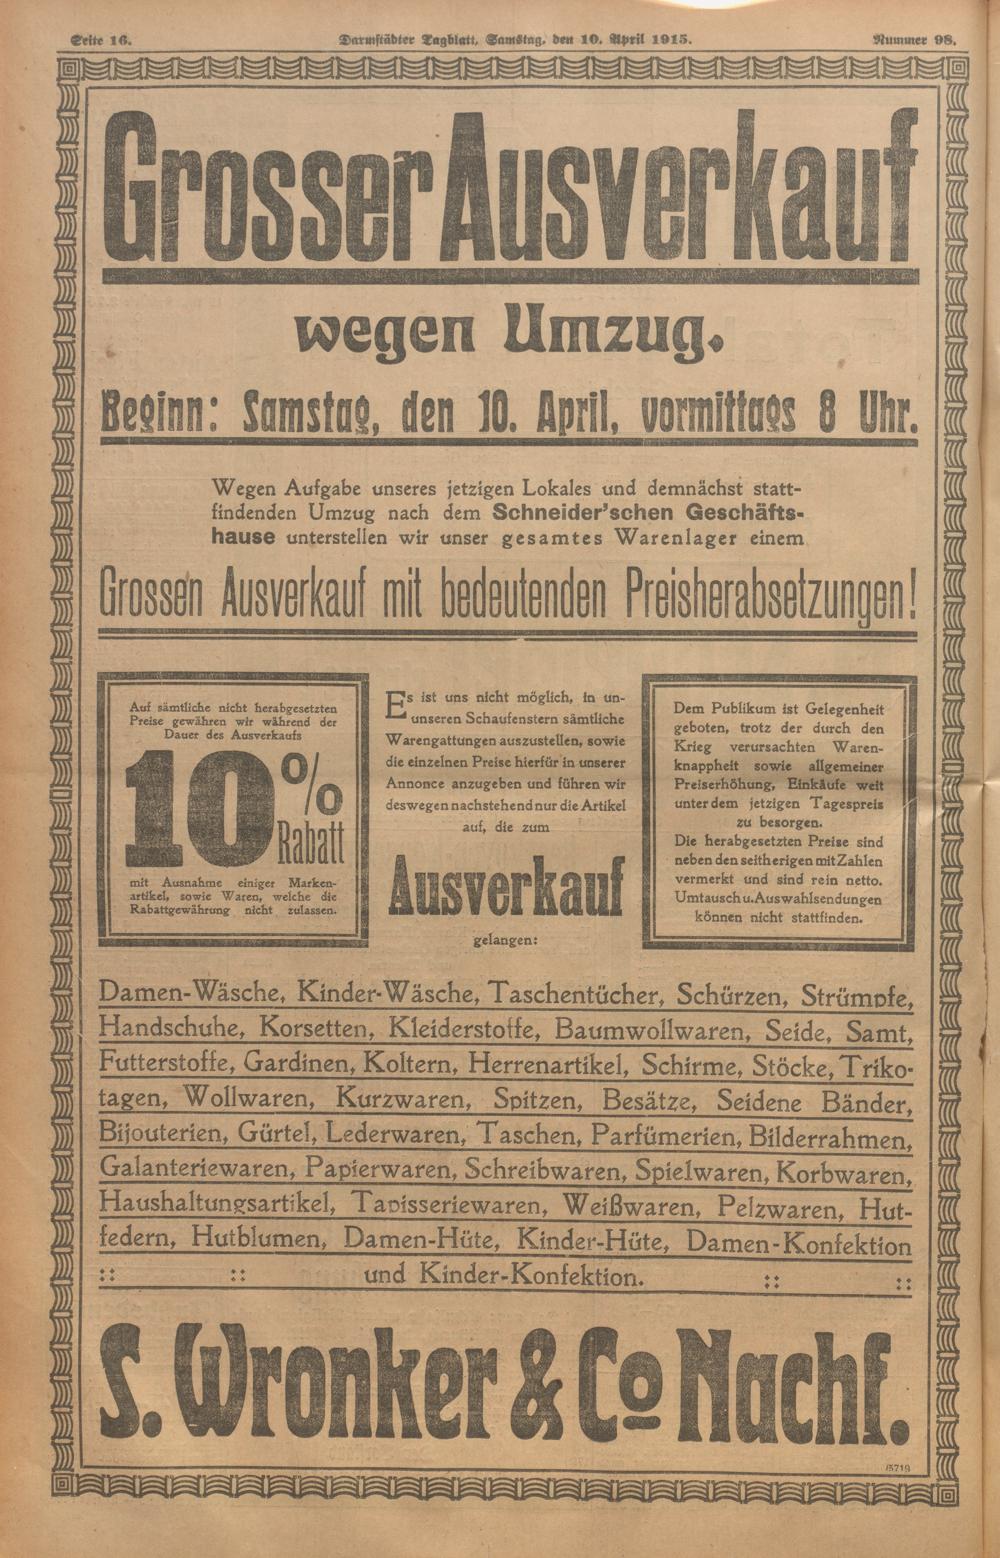 Seite 16.
Darmstädter Tagblatt, Samstag, den 10. April 1915.
Nummer 98.
Grosser Ausverkauf
wegen Umzug.
Beginn: Samstag, den 10. April, vormittags 8 Uhr.
Wegen Aufgabe unseres jetzigen Lokales und demnächst statt-
findenden Umzug nach dem Schneider'schen Geschäfts-
hause unterstellen wir unser gesamtes Warenlager einem
Grossen Ausverkauf mit bedeutenden Preisherabsetzungen!
Auf sämtliche nicht herabgesetzten
Preise gewähren wir während der
Dauer des Ausverkaufs
10%
Rabatt
mit Ausnahme einiger Marken-
artikel, sowie Waren, welche die
Rabattgewährung nicht zulassen.
Es ist uns nicht möglich, in un-
unseren Schaufenstern sämtliche
Warengattungen auszustellen, sowie
die einzelnen Preise hierfür in unserer
Annonce anzugeben und führen wir
deswegen nachstehend nur die Artikel
auf, die zum
Ausverkauf
gelangen:
Dem Publikum ist Gelegenheit
geboten, trotz der durch den
Krieg verursachten Waren-
knappheit sowie allgemeiner
Preiserhöhung, Einkäufe weit
unter dem jetzigen Tagespreis
zu besorgen.
Die herabgesetzten Preise sind
neben den seitherigen mit Zahlen
vermerkt und sind rein netto.
Umtausch u. Auswahlsendungen
können nicht stattfinden.
Damen-Wäsche, Kinder-Wäsche, Taschentücher, Schürzen, Strümpfe,
Handschuhe, Korsetten, Kleiderstoffe, Baumwollwaren, Seide, Samt,
Futterstoffe, Gardinen, Koltern, Herrenartikel, Schirme, Stöcke, Triko-
tagen, Wollwaren, Kurzwaren, Spitzen, Besätze, Seidene Bänder,
Bijouterien, Gürtel, Lederwaren, Taschen, Parfümerien, Bilderrahmen,
Galanteriewaren, Papierwaren, Schreibwaren, Spielwaren, Korbwaren,
Haushaltungsartikel, Tapisseriewaren, Weißwaren, Pelzwaren, Hut-
federn, Hutblumen, Damen-Hüte, Kinder-Hüte, Damen-Konfektion
:: :: und Kinder-Konfektion. :: ::
S. Wronker & Co Nachf.
(5719